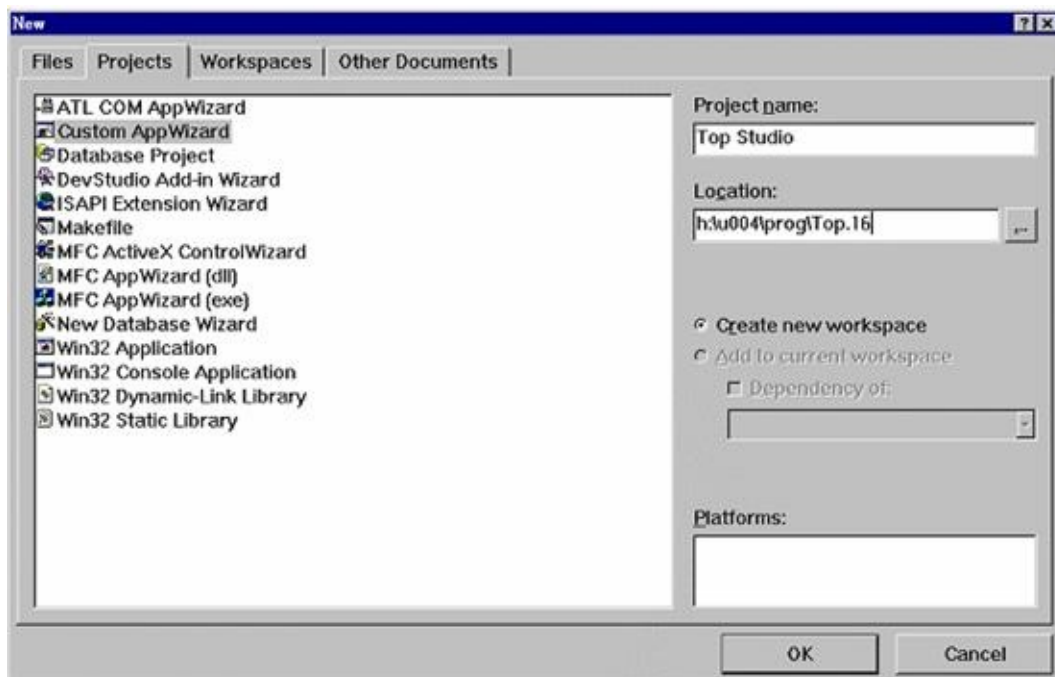 New
Files
Projects
Workspaces
Other Documents
ATL COM AppWizard
Custom AppWizard
Database Project
DevStudio Add-in Wizard
ISAPI Extension Wizard
Makefile
MFC ActiveX ControlWizard
MFC AppWizard (dll)
MFC AppWizard (exe)
New Database Wizard
Win32 Application
Win32 Console Application
Win32 Dynamic-Link Library
Win32 Static Library
Project name:
Top Studio
Location:
h:\u004\prog\Top.16
...
Create new workspace
Add to current workspace
Dependency of:
Platforms:
OK
Cancel